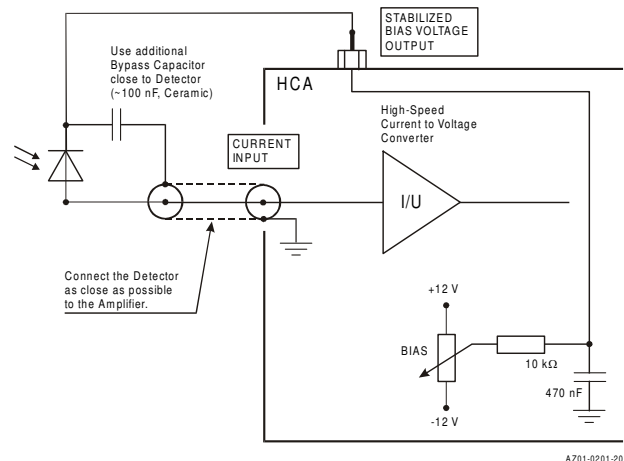 STABILIZED
BIAS VOLTAGE
OUTPUT
Use additional
Bypass Capacitor
close to Detector
(~100 nF, Ceramic)
HCA
High-Speed
Current to Voltage
Converter
CURRENT
INPUT
I/U
Connect the Detector
as close as possible
to the Amplifier.
+12 V
BIAS
10 kΩ
470 nF
-12 V
AZ01-0201-20